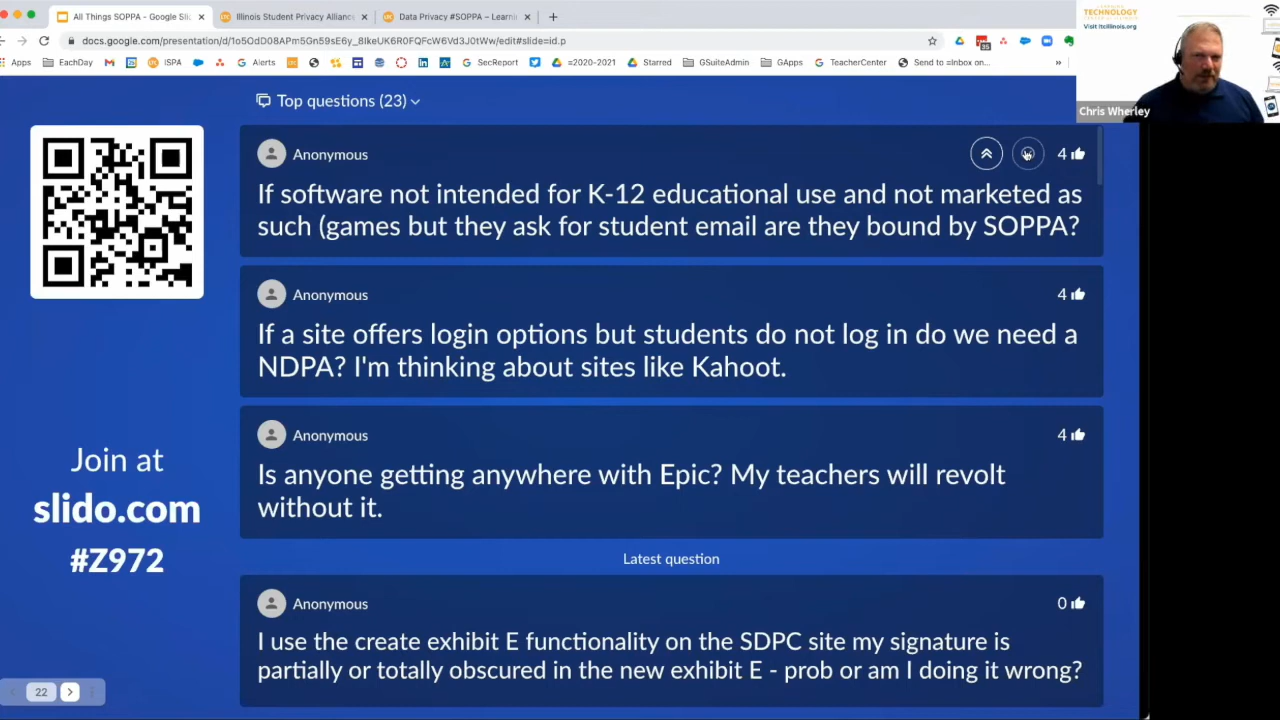 All Things SOPPA - Google Slid
Illinois Student Privacy Alliance
Data Privacy #SOPPA – Learni
docs.google.com/presentation/d/1o5OdD08APm5Gn59sE6y_8IkeUK6R0FQFcW6Vd3J0tWw/edit#slide=id.p
35
Apps
EachDay
ISPA
Alerts
SecReport
=2020-2021
Starred
GSuiteAdmin
GApps
TeacherCenter
Send to =Inbox on...
»
TECHNOLOGY
Visit ltcillinois.org
Chris Wherley
Top questions (23)
Anonymous
4
If software not intended for K-12 educational use and not marketed as
such (games but they ask for student email are they bound by SOPPA?
Anonymous
4
If a site offers login options but students do not log in do we need a
NDPA? I'm thinking about sites like Kahoot.
Anonymous
4
Is anyone getting anywhere with Epic? My teachers will revolt
without it.
Latest question
Anonymous
0
I use the create exhibit E functionality on the SDPC site my signature is
partially or totally obscured in the new exhibit E - prob or am I doing it wrong?
Join at
slido.com
#Z972
22